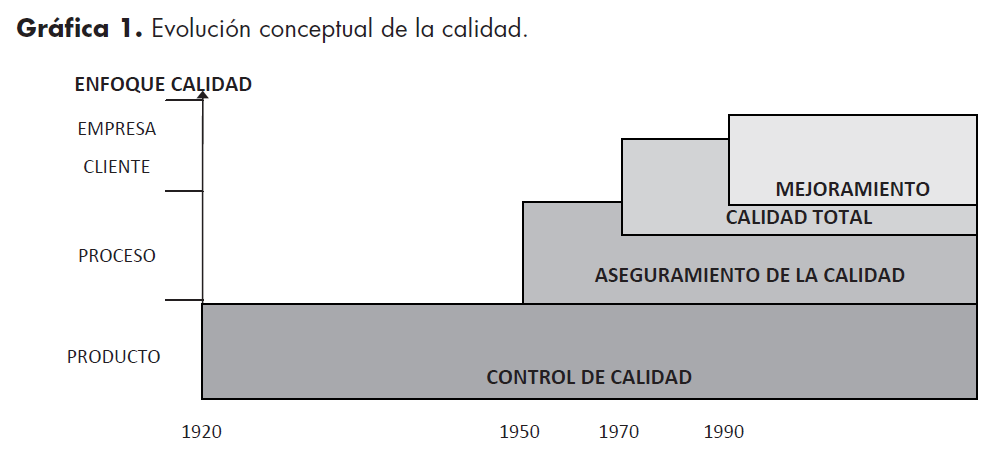 Gráfica 1. Evolución conceptual de la calidad.
ENFOQUE CALIDAD
EMPRESA
CLIENTE
MEJORAMIENTO
CALIDAD TOTAL
PROCESO
ASEGURAMIENTO DE LA CALIDAD
PRODUCTO
CONTROL DE CALIDAD
1920 1950 1970 1990